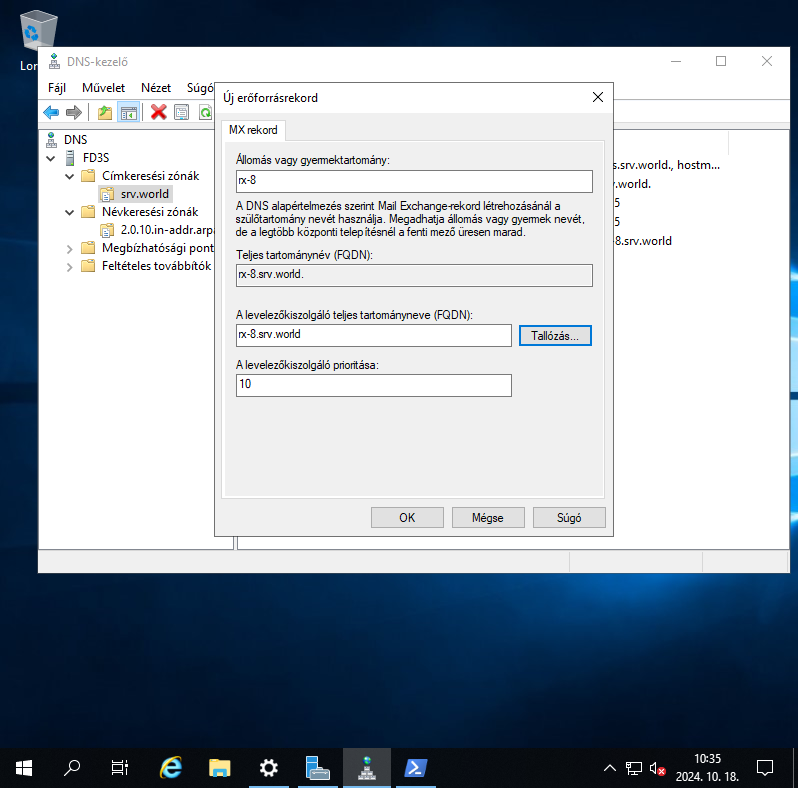 Lor
DNS-kezelő
Fájl Művelet Nézet Súgó
DNS
FD3S
Címkeresési zónák
srv.world
Névkeresési zónák
2.0.10.in-addr.arpa
Megbízhatósági pont
Feltételes továbbítók
s.srv.world., hostm...
.world.
5
5
-8.srv.world
Új erőforrásrekord
MX rekord
Állomás vagy gyermektartomány:
rx-8
A DNS alapértelmezés szerint Mail Exchange-rekord létrehozásánál a
szülőtartomány nevét használja. Megadhatja állomás vagy gyermek nevét,
de a legtöbb központi telepítésnél a fenti mező üresen marad.
Teljes tartománynév (FQDN):
rx-8.srv.world.
A levelezőkiszolgáló teljes tartományneve (FQDN):
rx-8.srv.world
Tallózás...
A levelezőkiszolgáló prioritása:
10
OK Mégse Súgó
10:35
2024. 10. 18.